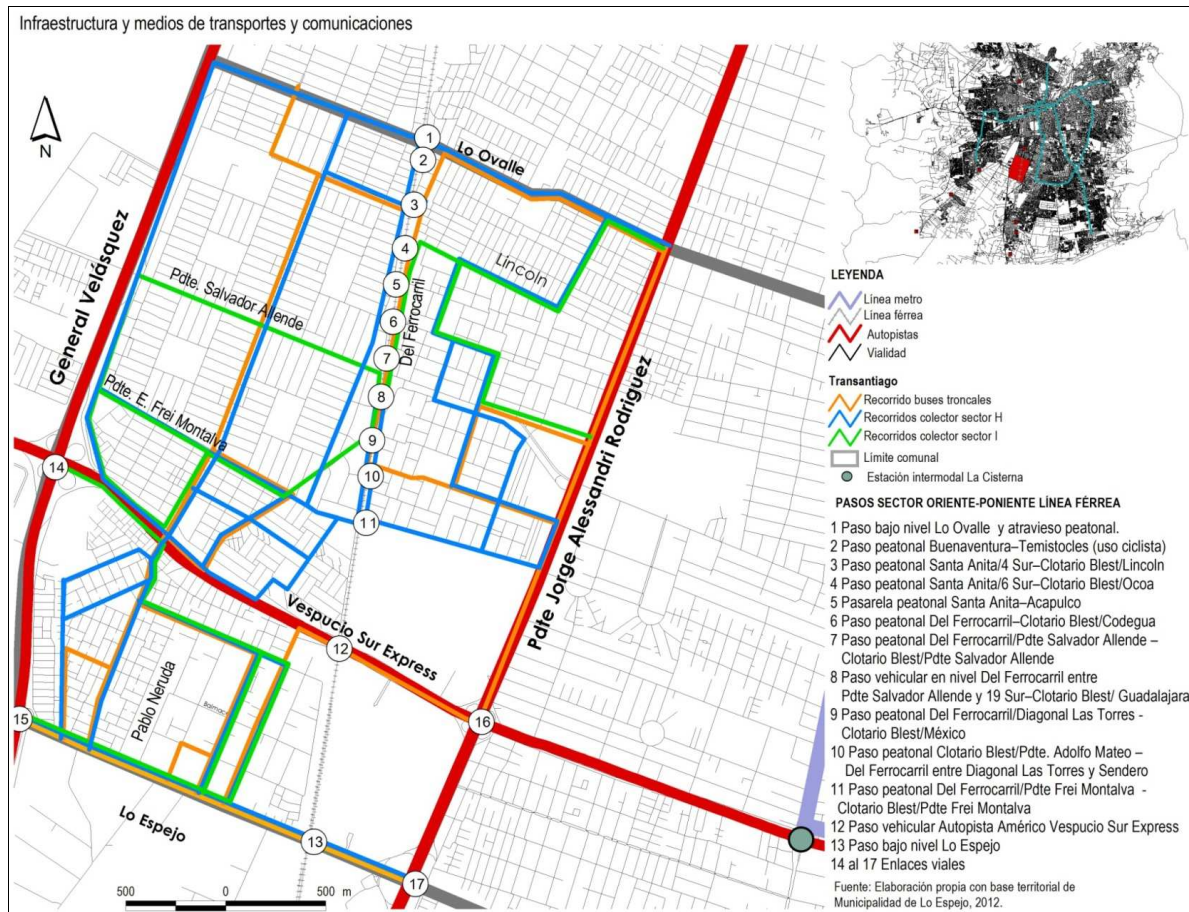 Infraestructura y medios de transportes y comunicaciones
N
1
2
3
4
5
6
7
8
9
10
11
12
13
14
15
16
17
Lo Ovalle
Lincoln
Del Ferrocarril
General Velásquez
Pdte. Salvador Allende
Pdte. E. Frei Montalva
Pdte Jorge Alessandri Rodriguez
Vespucio Sur Express
Pablo Neruda
Lo Espejo
500 0 500 m
LEYENDA
Linea metro
Linea férrea
Autopistas
Vialidad
Transantiago
Recorrido buses troncales
Recorridos colector sector H
Recorridos colector sector I
Limite comunal
Estación intermodal La Cisterna
PASOS SECTOR ORIENTE-PONIENTE LÍNEA FÉRREA
1 Paso bajo nivel Lo Ovalle y atravieso peatonal.
2 Paso peatonal Buenaventura–Temistocles (uso ciclista)
3 Paso peatonal Santa Anita/4 Sur–Clotario Blest/Lincoln
4 Paso peatonal Santa Anita/6 Sur–Clotario Blest/Ocoa
5 Pasarela peatonal Santa Anita–Acapulco
6 Paso peatonal Del Ferrocarril–Clotario Blest/Codegua
7 Paso peatonal Del Ferrocarril/Pdte Salvador Allende –
Clotario Blest/Pdte Salvador Allende
8 Paso vehicular en nivel Del Ferrocarril entre
Pdte Salvador Allende y 19 Sur–Clotario Blest/ Guadalajara
9 Paso peatonal Del Ferrocarril/Diagonal Las Torres -
Clotario Blest/México
10 Paso peatonal Clotario Blest/Pdte. Adolfo Mateo –
Del Ferrocarril entre Diagonal Las Torres y Sendero
11 Paso peatonal Del Ferrocarril/Pdte Frei Montalva -
Clotario Blest/Pdte Frei Montalva
12 Paso vehicular Autopista Américo Vespucio Sur Express
13 Paso bajo nivel Lo Espejo
14 al 17 Enlaces viales
Fuente: Elaboración propia con base territorial de
Municipalidad de Lo Espejo, 2012.